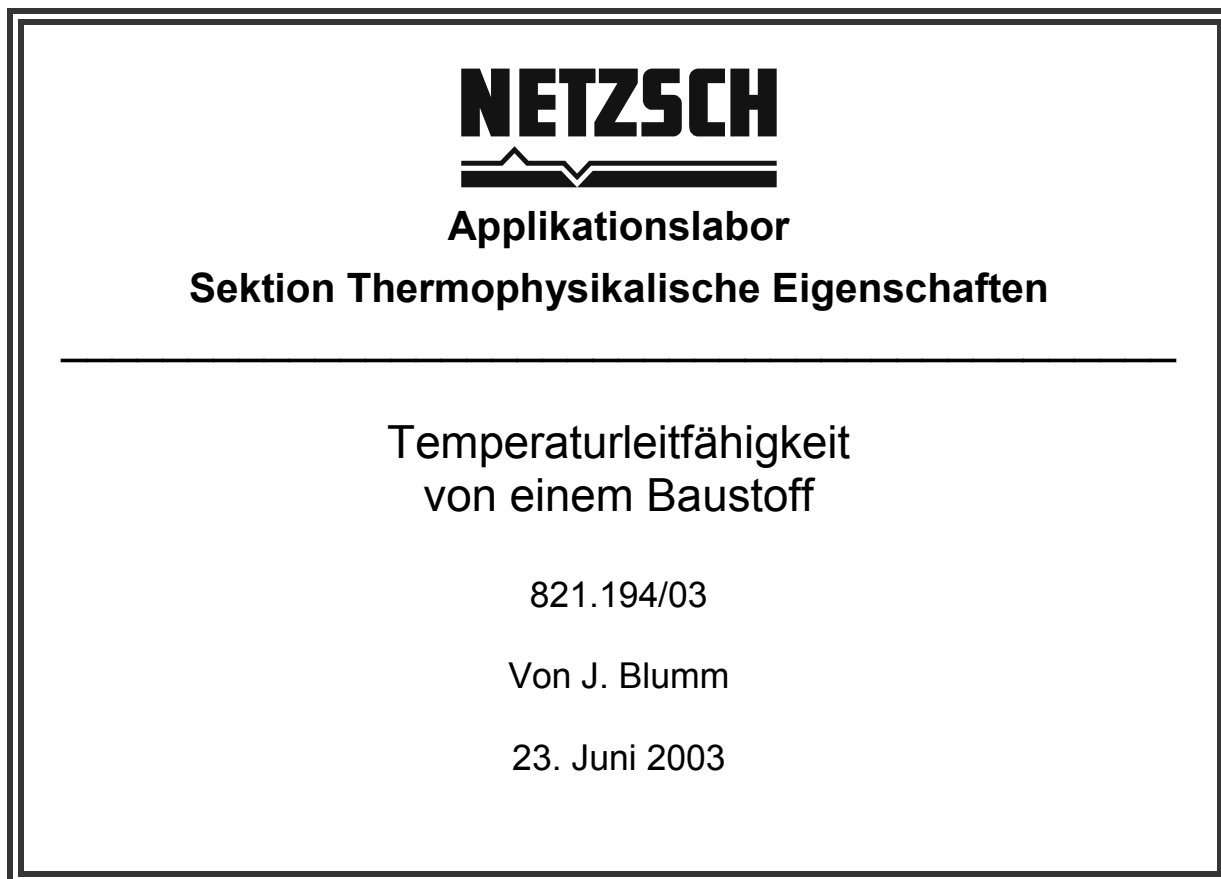 NETZSCH
Applikationslabor
Sektion Thermophysikalische Eigenschaften
Temperaturleitfähigkeit
von einem Baustoff
821.194/03
Von J. Blumm
23. Juni 2003